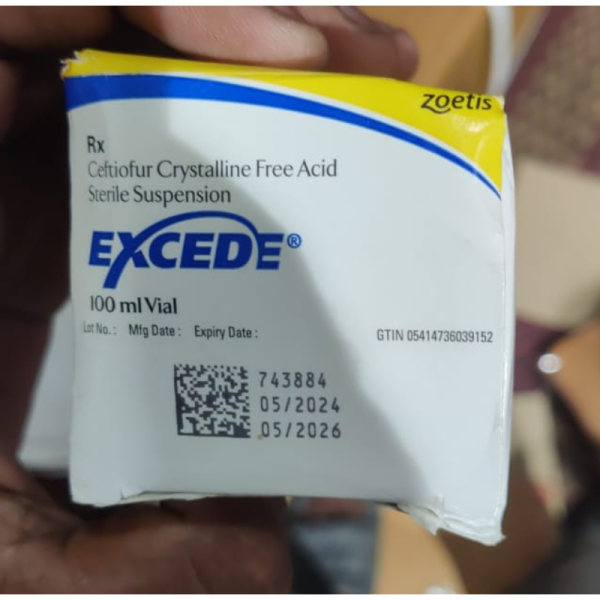 zoetis
Rx
Ceftiofur Crystalline Free Acid
Sterile Suspension
EXCEDE®
100 ml Vial
Lot No. : Mfg Date : Expiry Date :
GTIN 05414736039152
743884
05/2024
05/2026